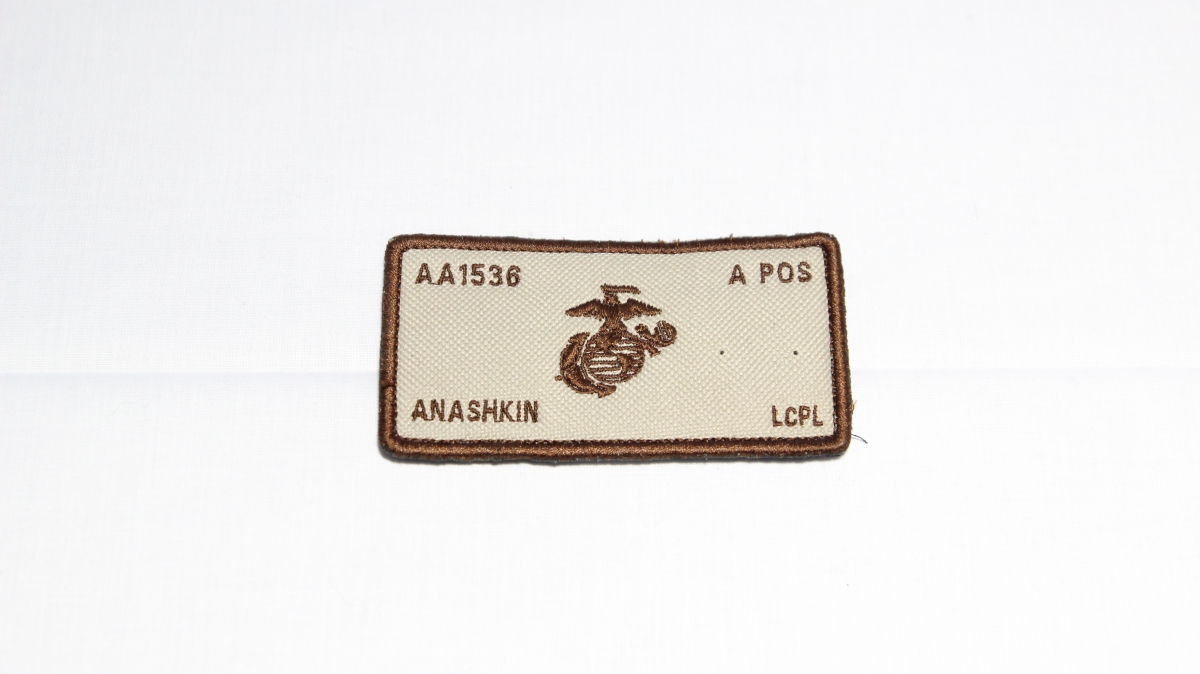 AA1536 A POS
ANASHKIN LCPL